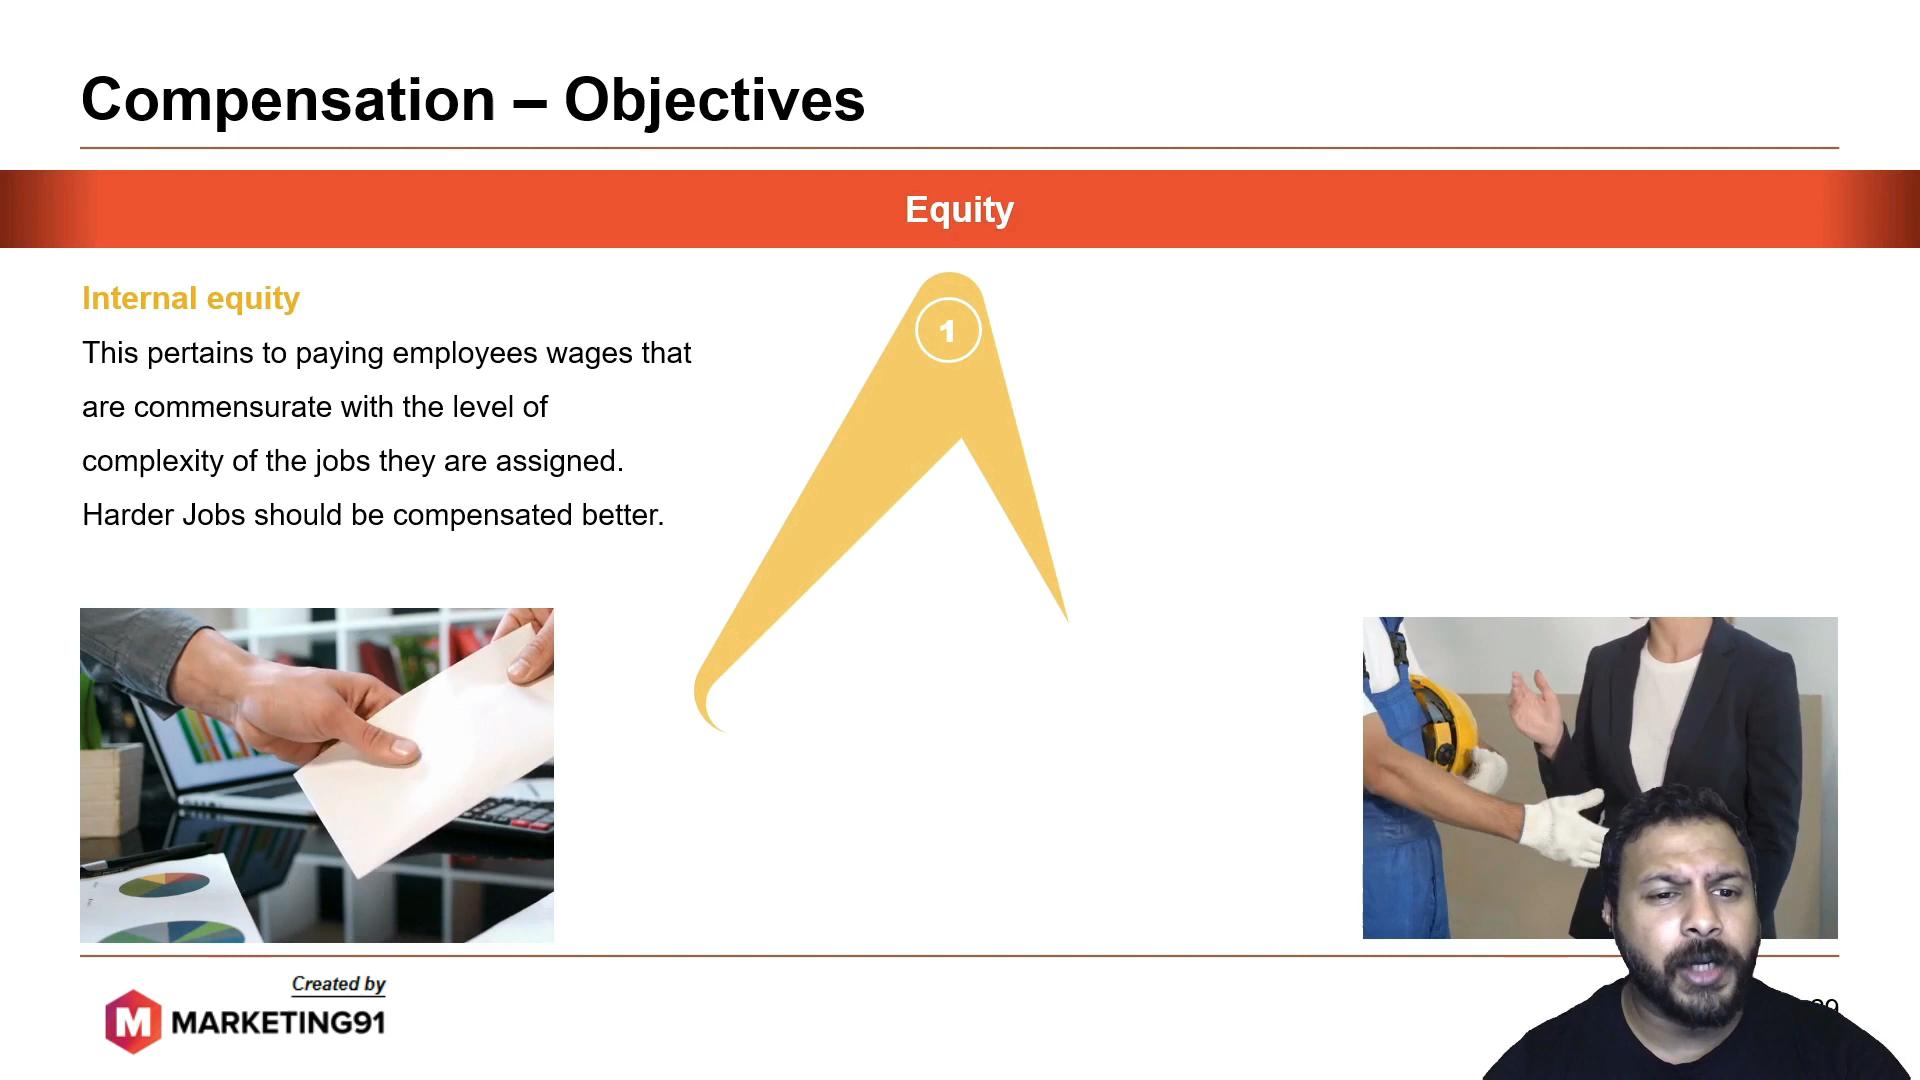 Compensation – Objectives
Equity
Internal equity
This pertains to paying employees wages that
are commensurate with the level of
complexity of the jobs they are assigned.
Harder Jobs should be compensated better.
1
Created by
M MARKETING91